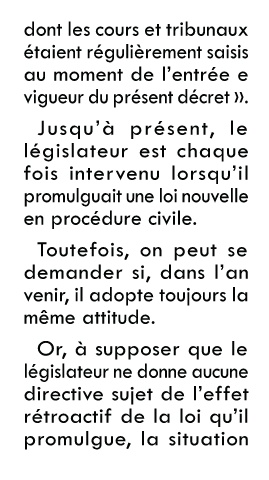 dont les cours et tribunaux
étaient régulièrement saisis
au moment de l'entrée e
vigueur du présent décret ».
Jusqu'à présent, le
législateur est chaque
fois intervenu lorsqu'il
promulguait une loi nouvelle
en procédure civile.
Toutefois, on peut se
demander si, dans l'an
venir, il adopte toujours la
même attitude.
Or, à supposer que le
législateur ne donne aucune
directive sujet de l'effet
rétroactif de la loi qu'il
promulgue, la situation